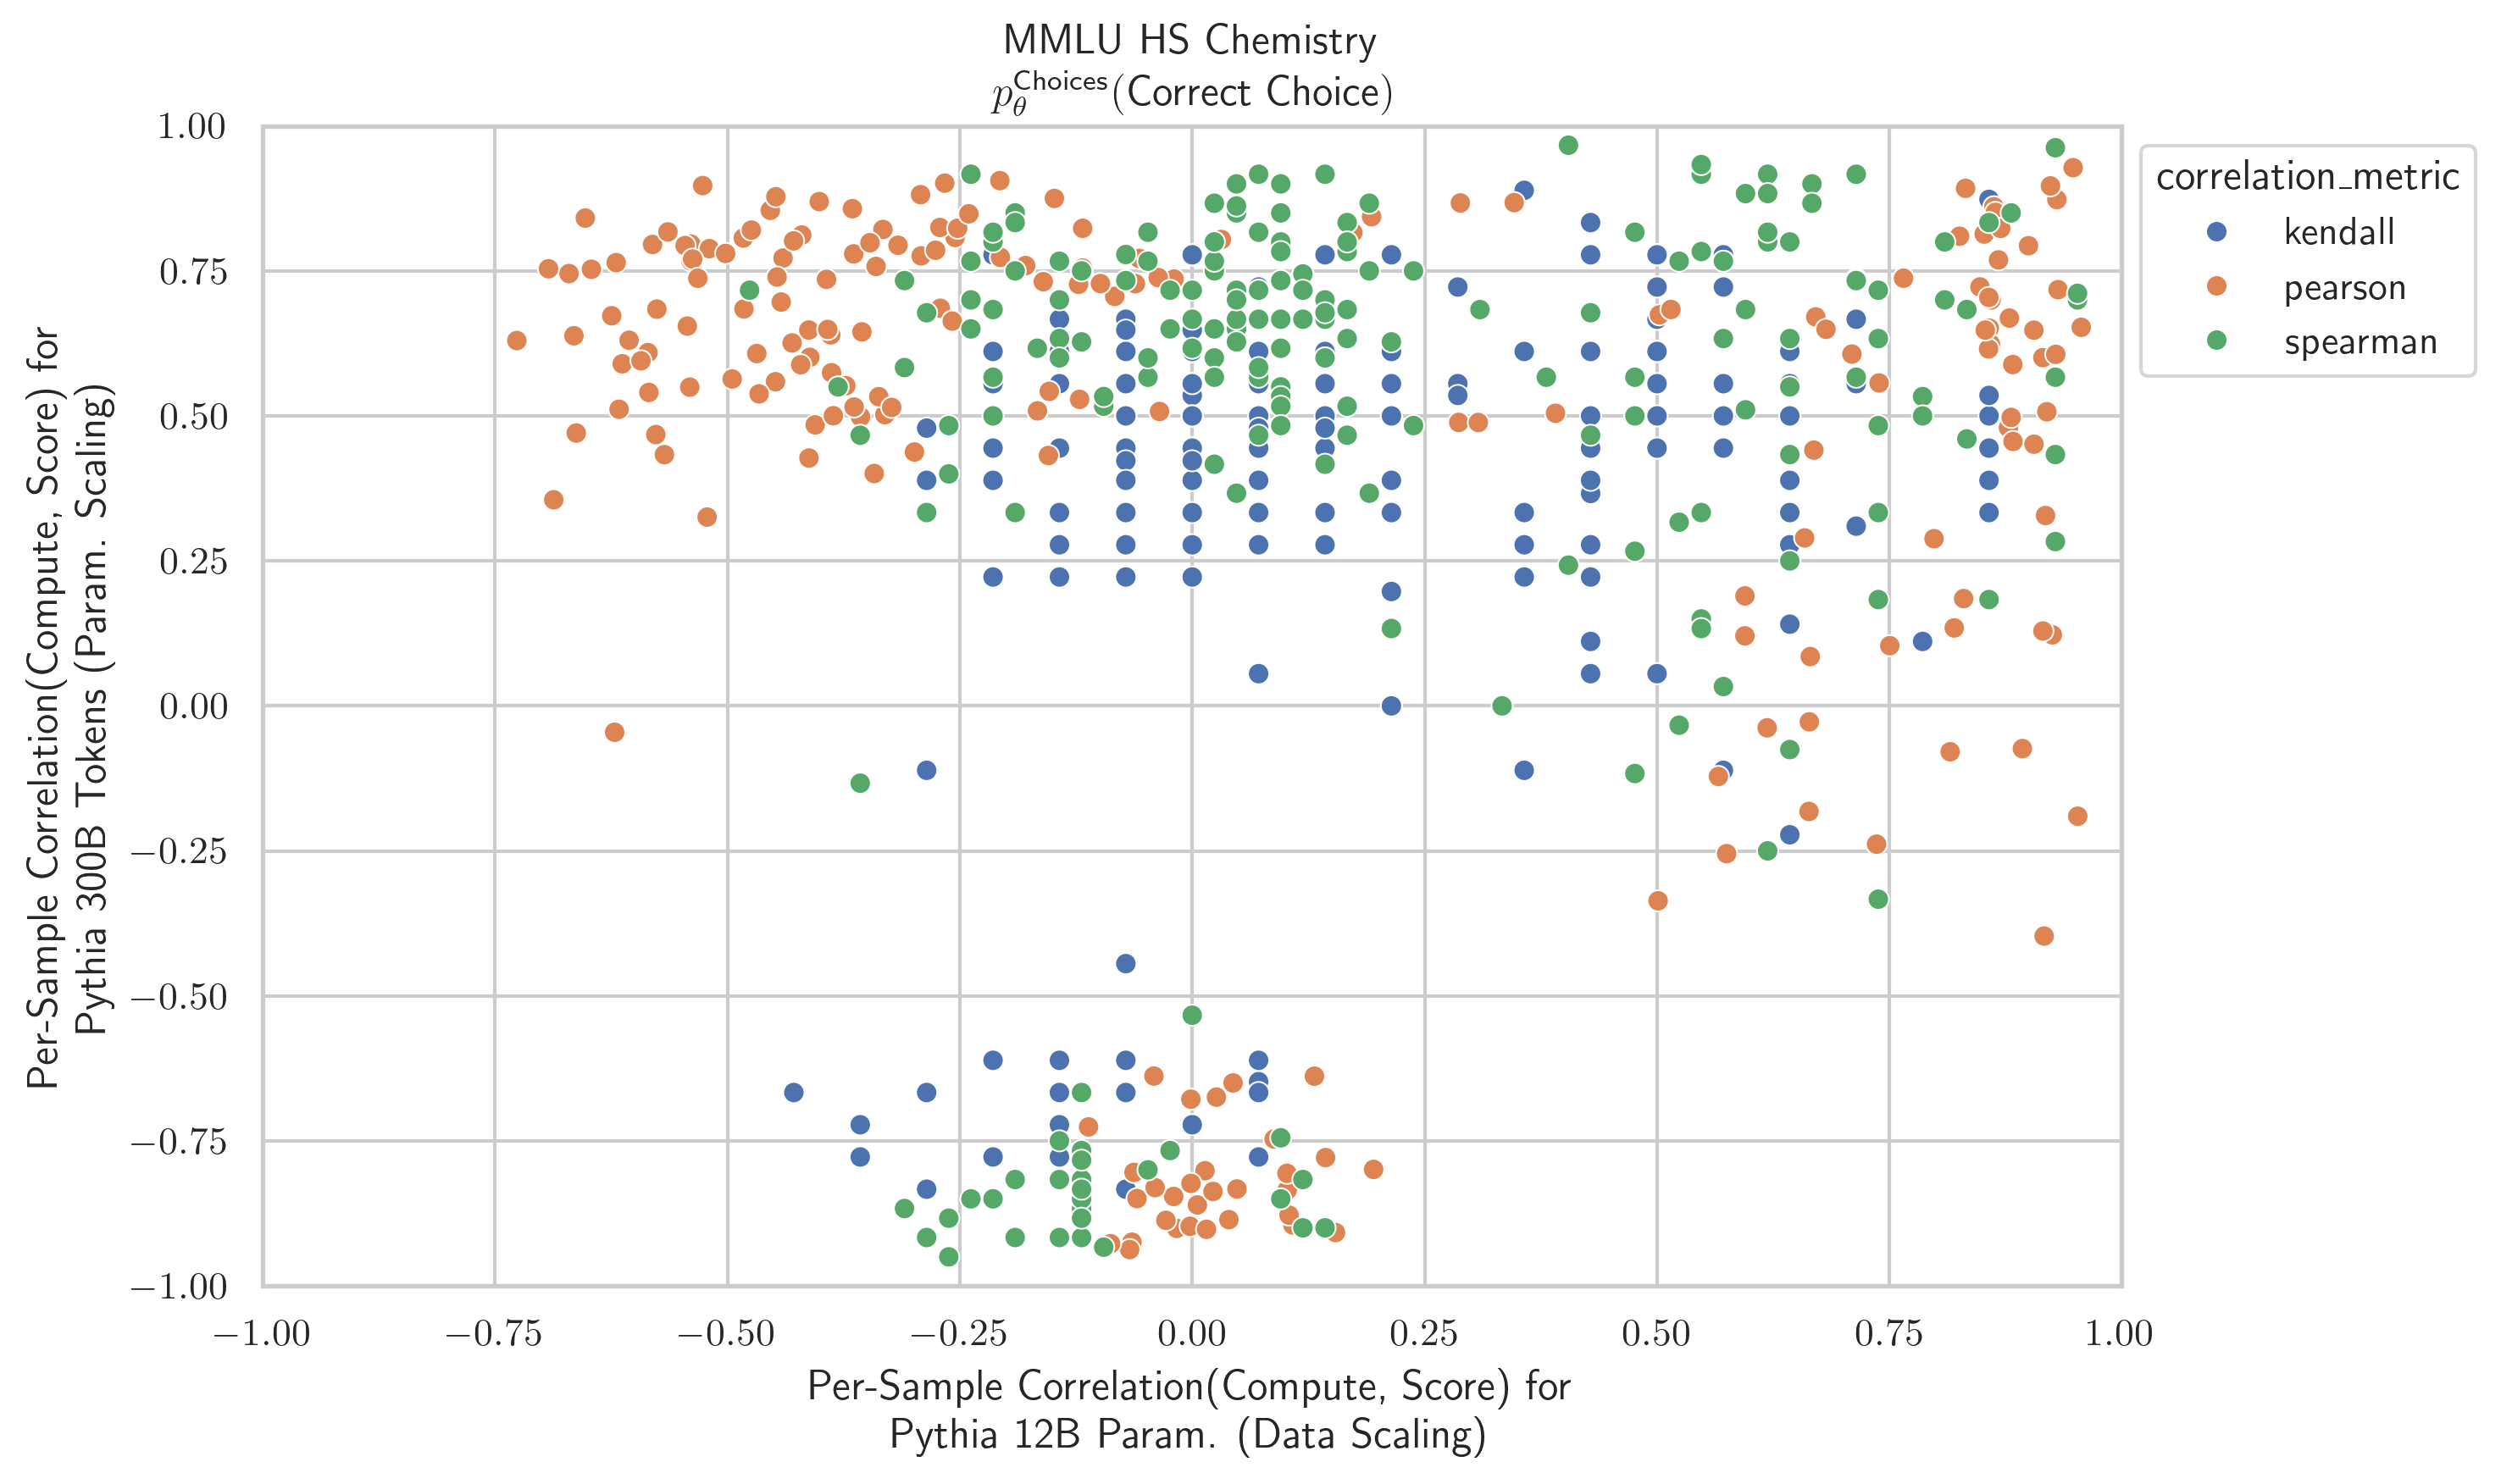 MMLU HS Chemistry
p_θ^Choices(Correct Choice)
Per-Sample Correlation(Compute, Score) for
Pythia 300B Tokens (Param. Scaling)
1.00
0.75
0.50
0.25
0.00
−0.25
−0.50
−0.75
−1.00
−1.00 −0.75 −0.50 −0.25 0.00 0.25 0.50 0.75 1.00
Per-Sample Correlation(Compute, Score) for
Pythia 12B Param. (Data Scaling)
correlation_metric
kendall
pearson
spearman